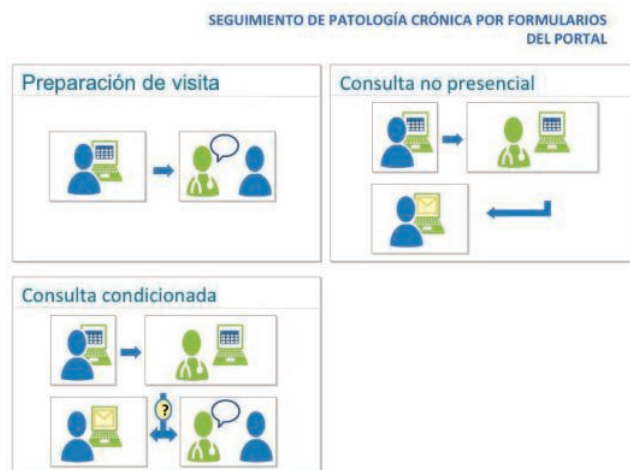 SEGUIMIENTO DE PATOLOGÍA CRÓNICA POR FORMULARIOS
DEL PORTAL
Preparación de visita
Consulta no presencial
Consulta condicionada
?